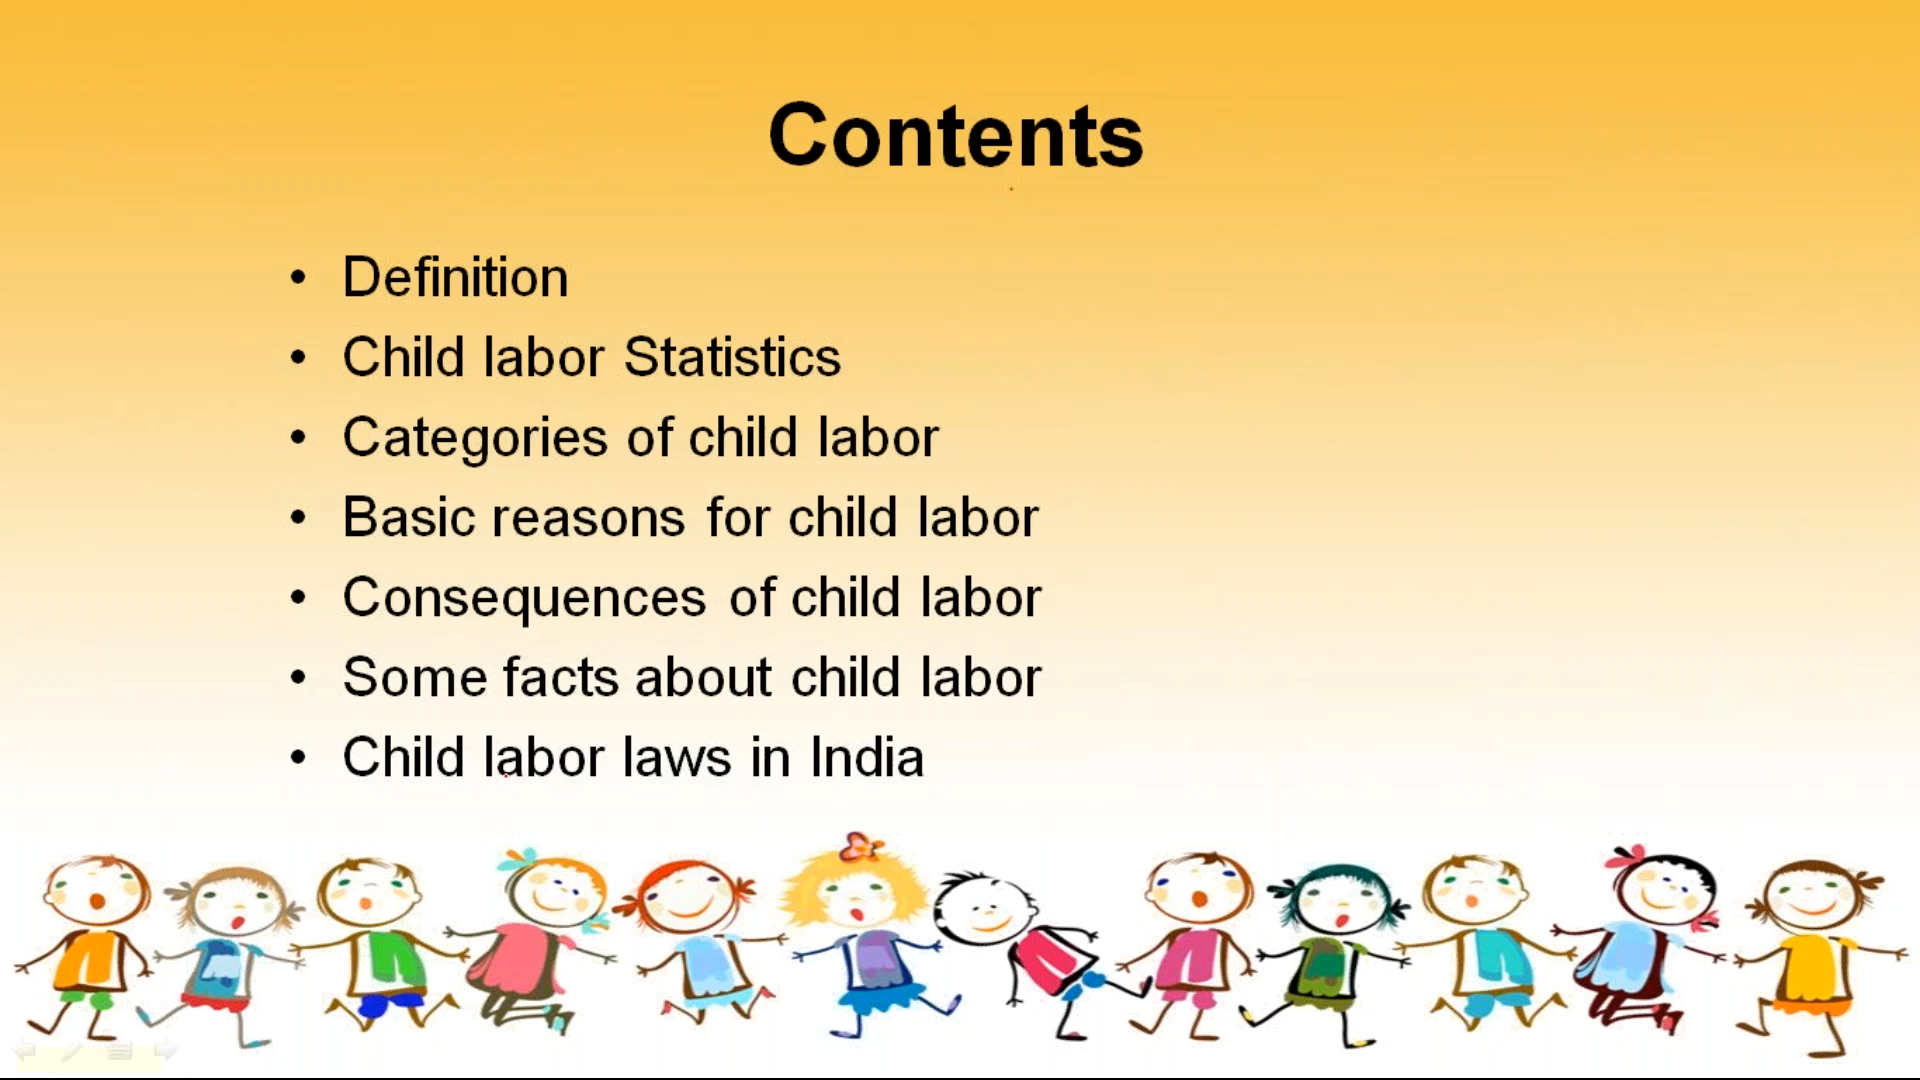 Contents
• Definition
• Child labor Statistics
• Categories of child labor
• Basic reasons for child labor
• Consequences of child labor
• Some facts about child labor
• Child labor laws in India